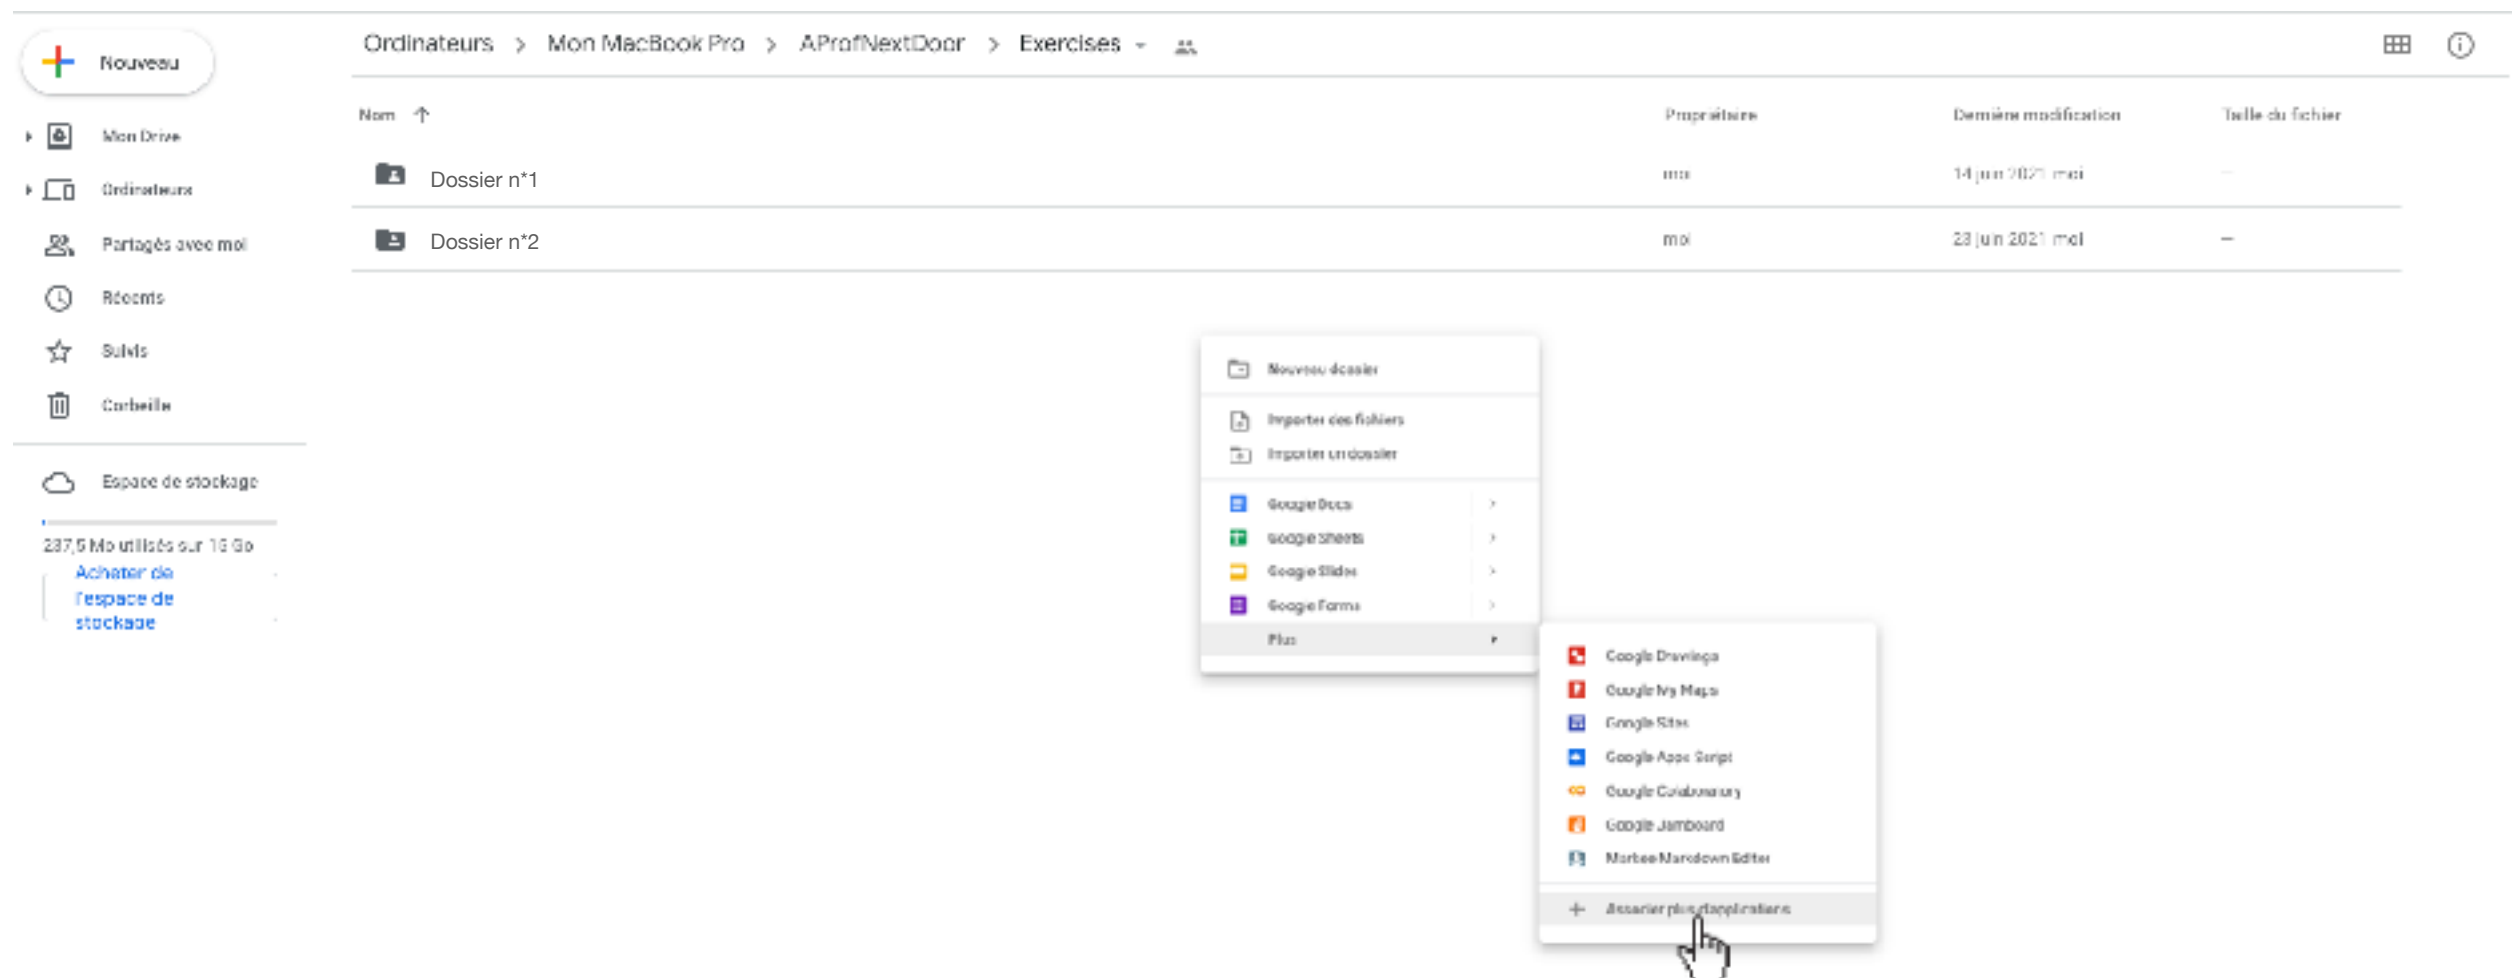 Nouveau
Ordinateurs > Mon MacBook Pro > AProfNextDoor > Exercises
Nom ↑ Propriétaire Dernière modification Taille du fichier
Mon Drive
Dossier n*1 moi 14 juin 2021 moi —
Ordinateurs
Dossier n*2 moi 23 juin 2021 moi —
Partagés avec moi
Récents
Suivis
Corbeille
Espace de stockage
237,5 Mo utilisés sur 15 Go
Acheter de
l'espace de
stockage
Nouveau dossier
Importer des fichiers
Importer un dossier
Google Docs
Google Sheets
Google Slides
Google Forms
Plus
Google Drawings
Google My Maps
Google Sites
Google Apps Script
Google Colaboratory
Google Jamboard
Markdown Editor
+ Associer plus d'applications